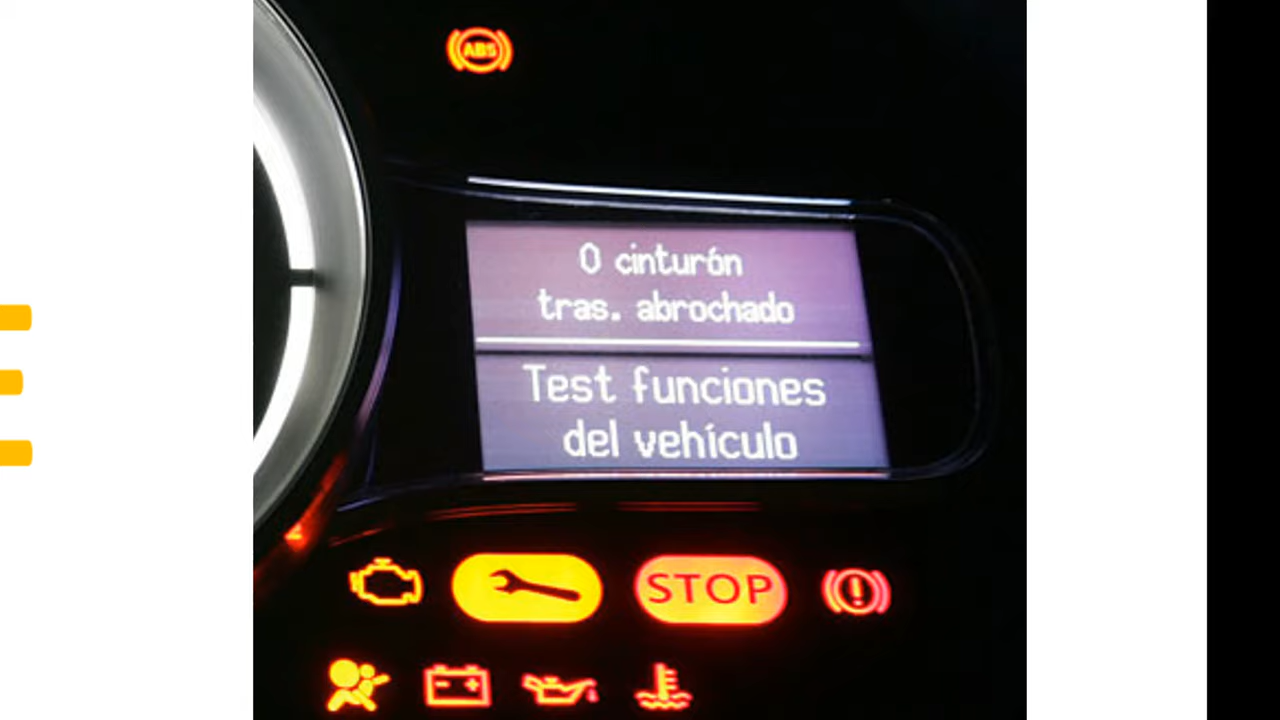 ABS
0 cinturón
tras. abrochado
Test funciones
del vehículo
STOP